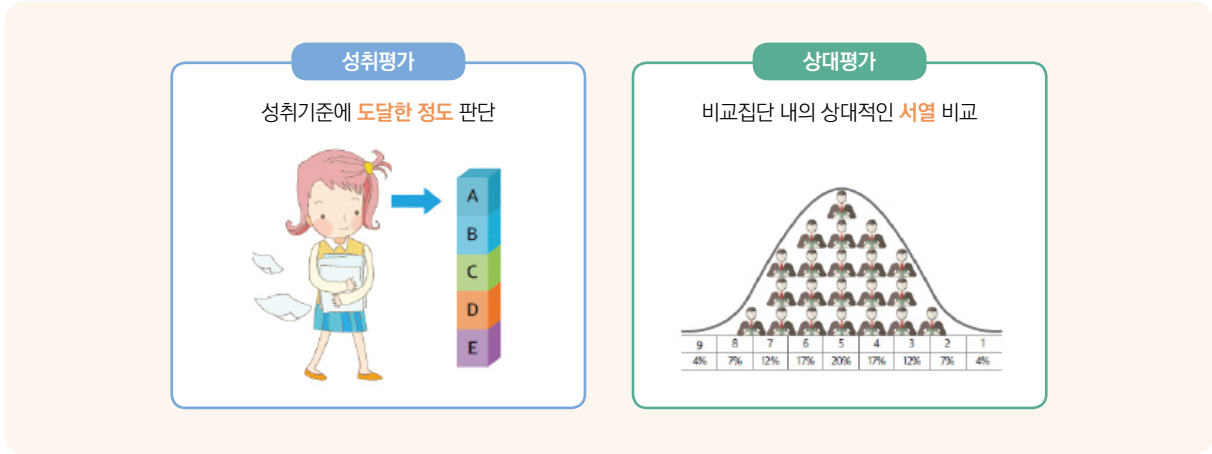 성취평가
성취기준에 도달한 정도 판단
A
B
C
D
E
상대평가
비교집단 내의 상대적인 서열 비교
9 8 7 6 5 4 3 2 1
4% 7% 12% 17% 20% 17% 12% 7% 4%